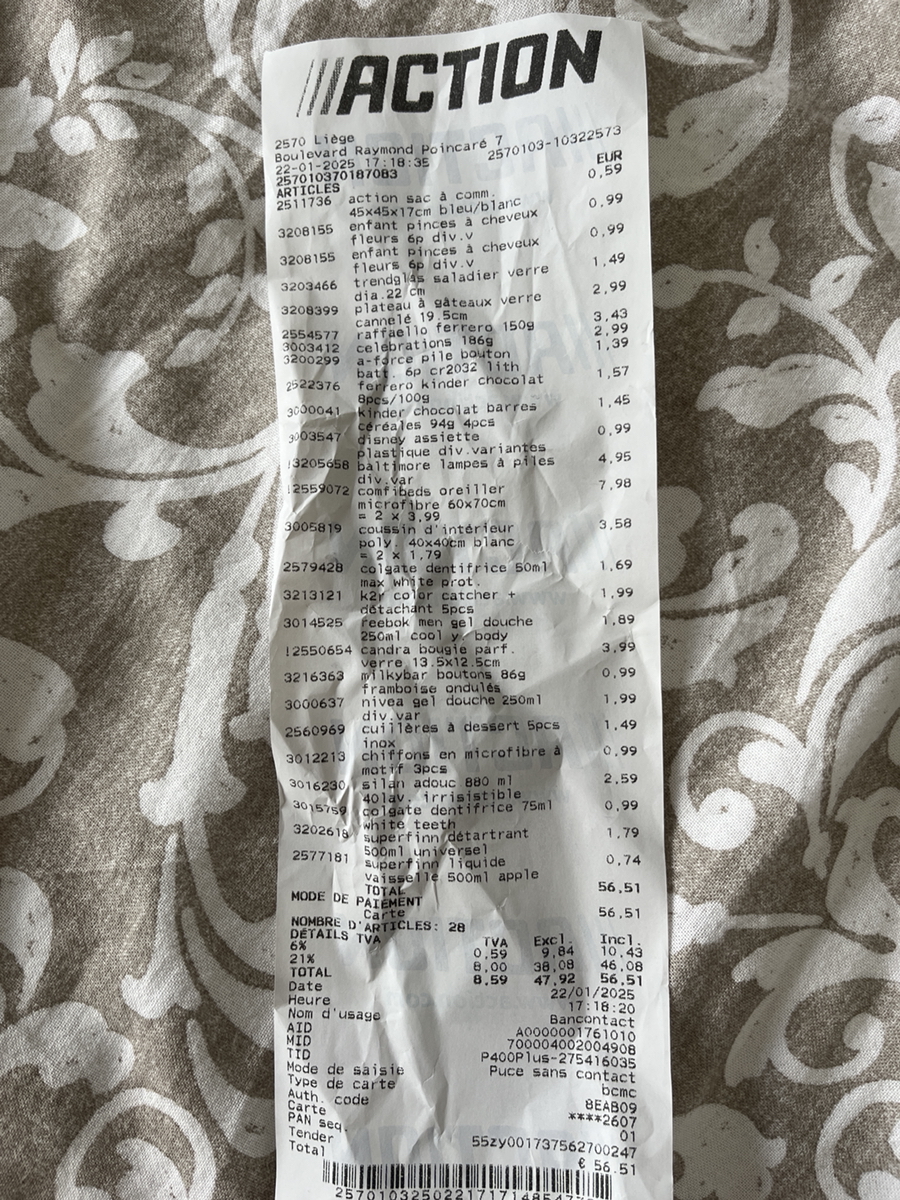 ACTION
2570 Liège
Boulevard Raymond Poincaré 7
22-01-2025 17:18:35 2570103-10322573
257010370187083 EUR
ARTICLES
2511736 action sac à comm. 0,59
45x45x17cm bleu/blanc
3208155 enfant pinces à cheveux 0,99
fleurs 6p div.v
3208155 enfant pinces à cheveux 0,99
fleurs 6p div.v
3203466 trendglas saladier verre 1,49
dia.22 cm
3208399 plateau à gâteaux verre 2,99
cannelé 19.5cm
2554577 raffaello ferrero 150g 3,43
3003412 celebrations 186g 2,99
3200299 a-force pile bouton 1,39
batt. 6p cr2032 lith
2522376 ferrero kinder chocolat 1,57
8pcs/100g
3000041 kinder chocolat barres 1,45
céréales 94g 4pcs
3003547 disney assiette 0,99
plastique div.variantes
!3205658 baltimore lampes à piles 4,95
div.var
!2559072 comfibeds oreiller 7,98
microfibre 60x70cm
= 2 x 3,99
3005819 coussin d'intérieur 3,58
poly. 40x40cm blanc
= 2 x 1,79
2579428 colgate dentifrice 50ml 1,69
max white prot.
3213121 k2r color catcher + 1,99
détachant 5pcs
3014525 reebok men gel douche 1,89
250ml cool y. body
!2550654 candra bougie parf. 3,99
verre 13.5x12.5cm
3216363 milkybar boutons 86g 0,99
framboise ondulés
3000637 nivea gel douche 250ml 1,99
div.var
2560969 cuillères à dessert 5pcs 1,49
inox
3012213 chiffons en microfibre à 0,99
motif 3pcs
3016230 silan adouc 880 ml 2,59
40lav. irrisistible
3015759 colgate dentifrice 75ml 0,99
white teeth
3202618 superfinn détartrant 1,79
500ml universel
2577181 superfinn liquide 0,74
vaisselle 500ml apple
TOTAL 56,51
MODE DE PAIEMENT
Carte 56,51
NOMBRE D'ARTICLES: 28
DÉTAILS TVA TVA Excl. Incl.
6% 0,59 9,84 10,43
21% 8,00 38,08 46,08
TOTAL 8,59 47,92 56,51
Date 22/01/2025
Heure 17:18:20
Nom d'usage Bancontact
AID A0000001761010
MID 700004002004908
TID P400Plus-275416035
Mode de saisie Puce sans contact
Type de carte bcmc
Auth. code 8EAB09
Carte ****2607
PAN seq. 01
Tender 55zy001737562700247
Total € 56.51